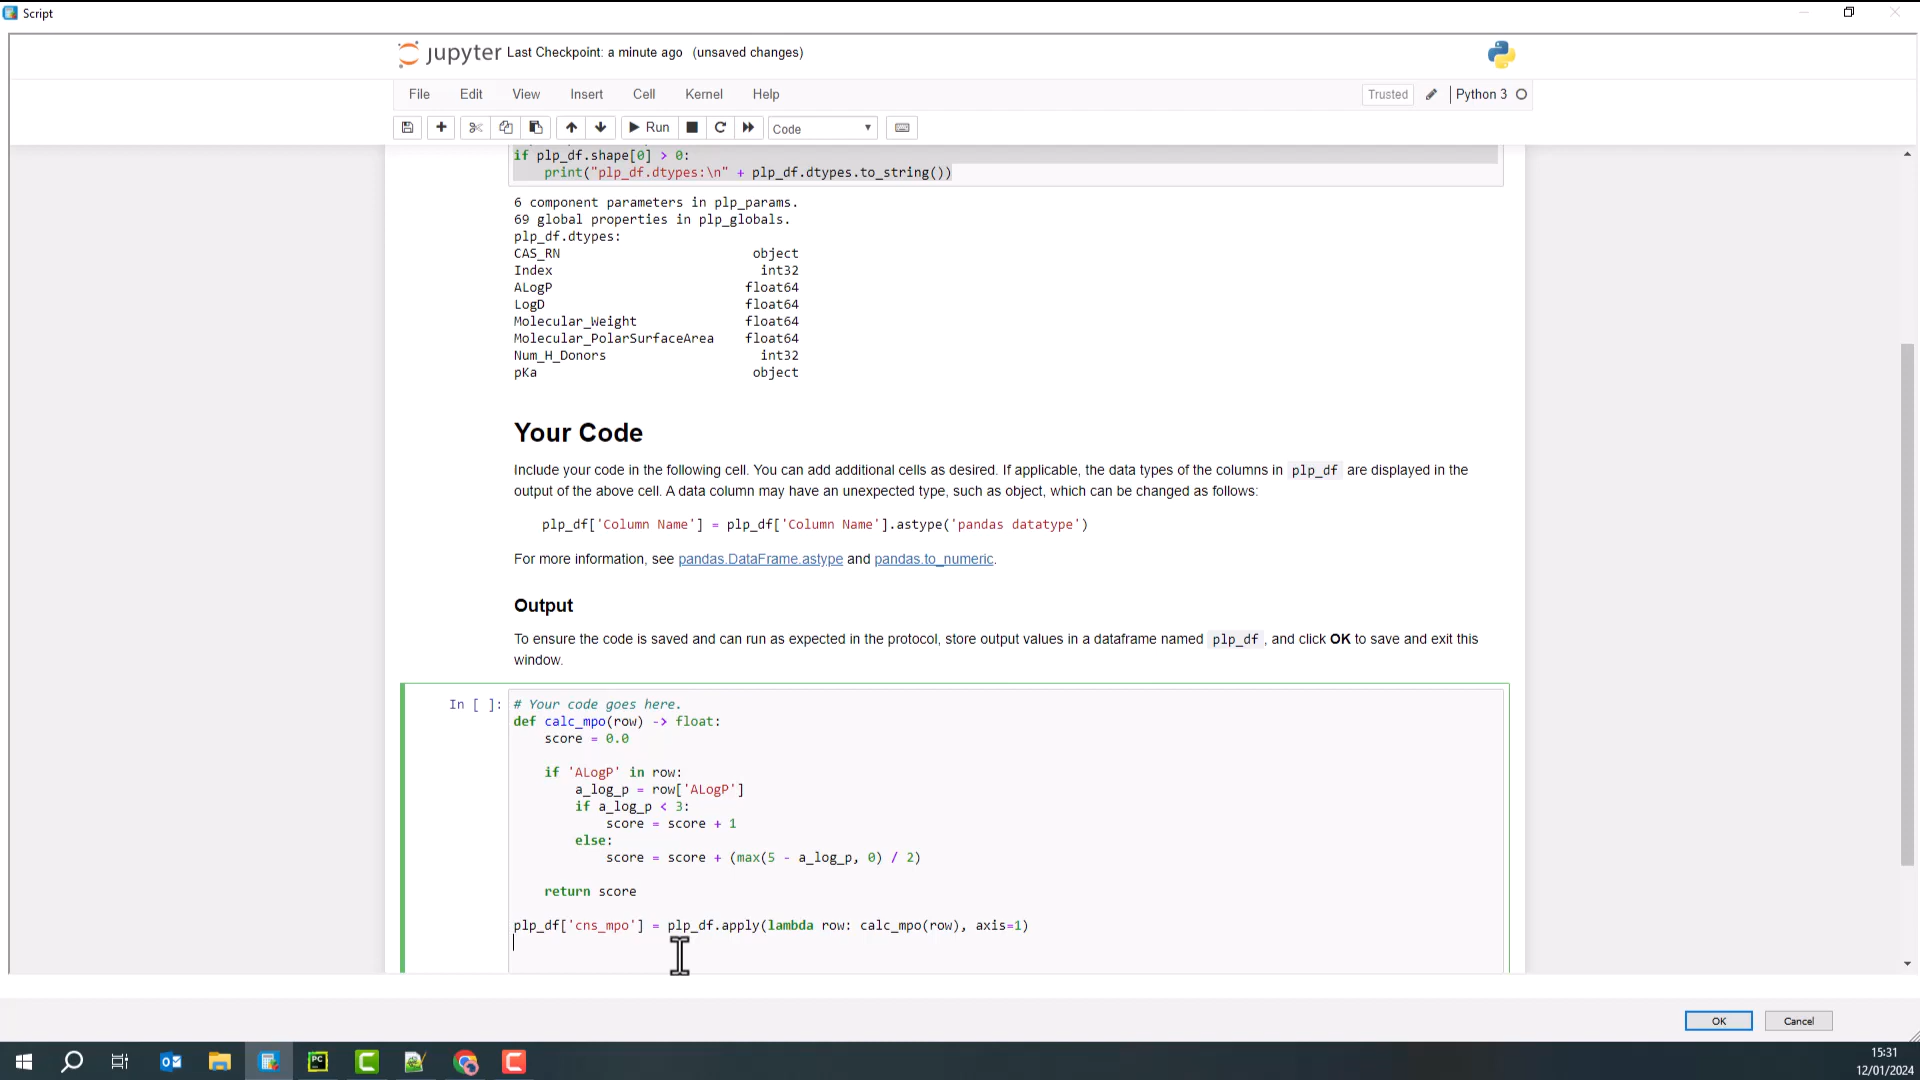 Script
jupyter Last Checkpoint: a minute ago (unsaved changes)
File Edit View Insert Cell Kernel Help Trusted Python 3
Run Code
if plp_df.shape[0] > 0:
    print("plp_df.dtypes:\n" + plp_df.dtypes.to_string())
6 component parameters in plp_params.
69 global properties in plp_globals.
plp_df.dtypes:
CAS_RN object
Index int32
ALogP float64
LogD float64
Molecular_Weight float64
Molecular_PolarSurfaceArea float64
Num_H_Donors int32
pKa object
Your Code
Include your code in the following cell. You can add additional cells as desired. If applicable, the data types of the columns in plp_df are displayed in the
output of the above cell. A data column may have an unexpected type, such as object, which can be changed as follows:
plp_df['Column Name'] = plp_df['Column Name'].astype('pandas datatype')
For more information, see pandas.DataFrame.astype and pandas.to_numeric.
Output
To ensure the code is saved and can run as expected in the protocol, store output values in a dataframe named plp_df, and click OK to save and exit this
window.
In [ ]: # Your code goes here.
def calc_mpo(row) -> float:
    score = 0.0
    if 'ALogP' in row:
        a_log_p = row['ALogP']
        if a_log_p < 3:
            score = score + 1
        else:
            score = score + (max(5 - a_log_p, 0) / 2)
    return score
plp_df['cns_mpo'] = plp_df.apply(lambda row: calc_mpo(row), axis=1)
OK Cancel
PC
15:31
12/01/2024